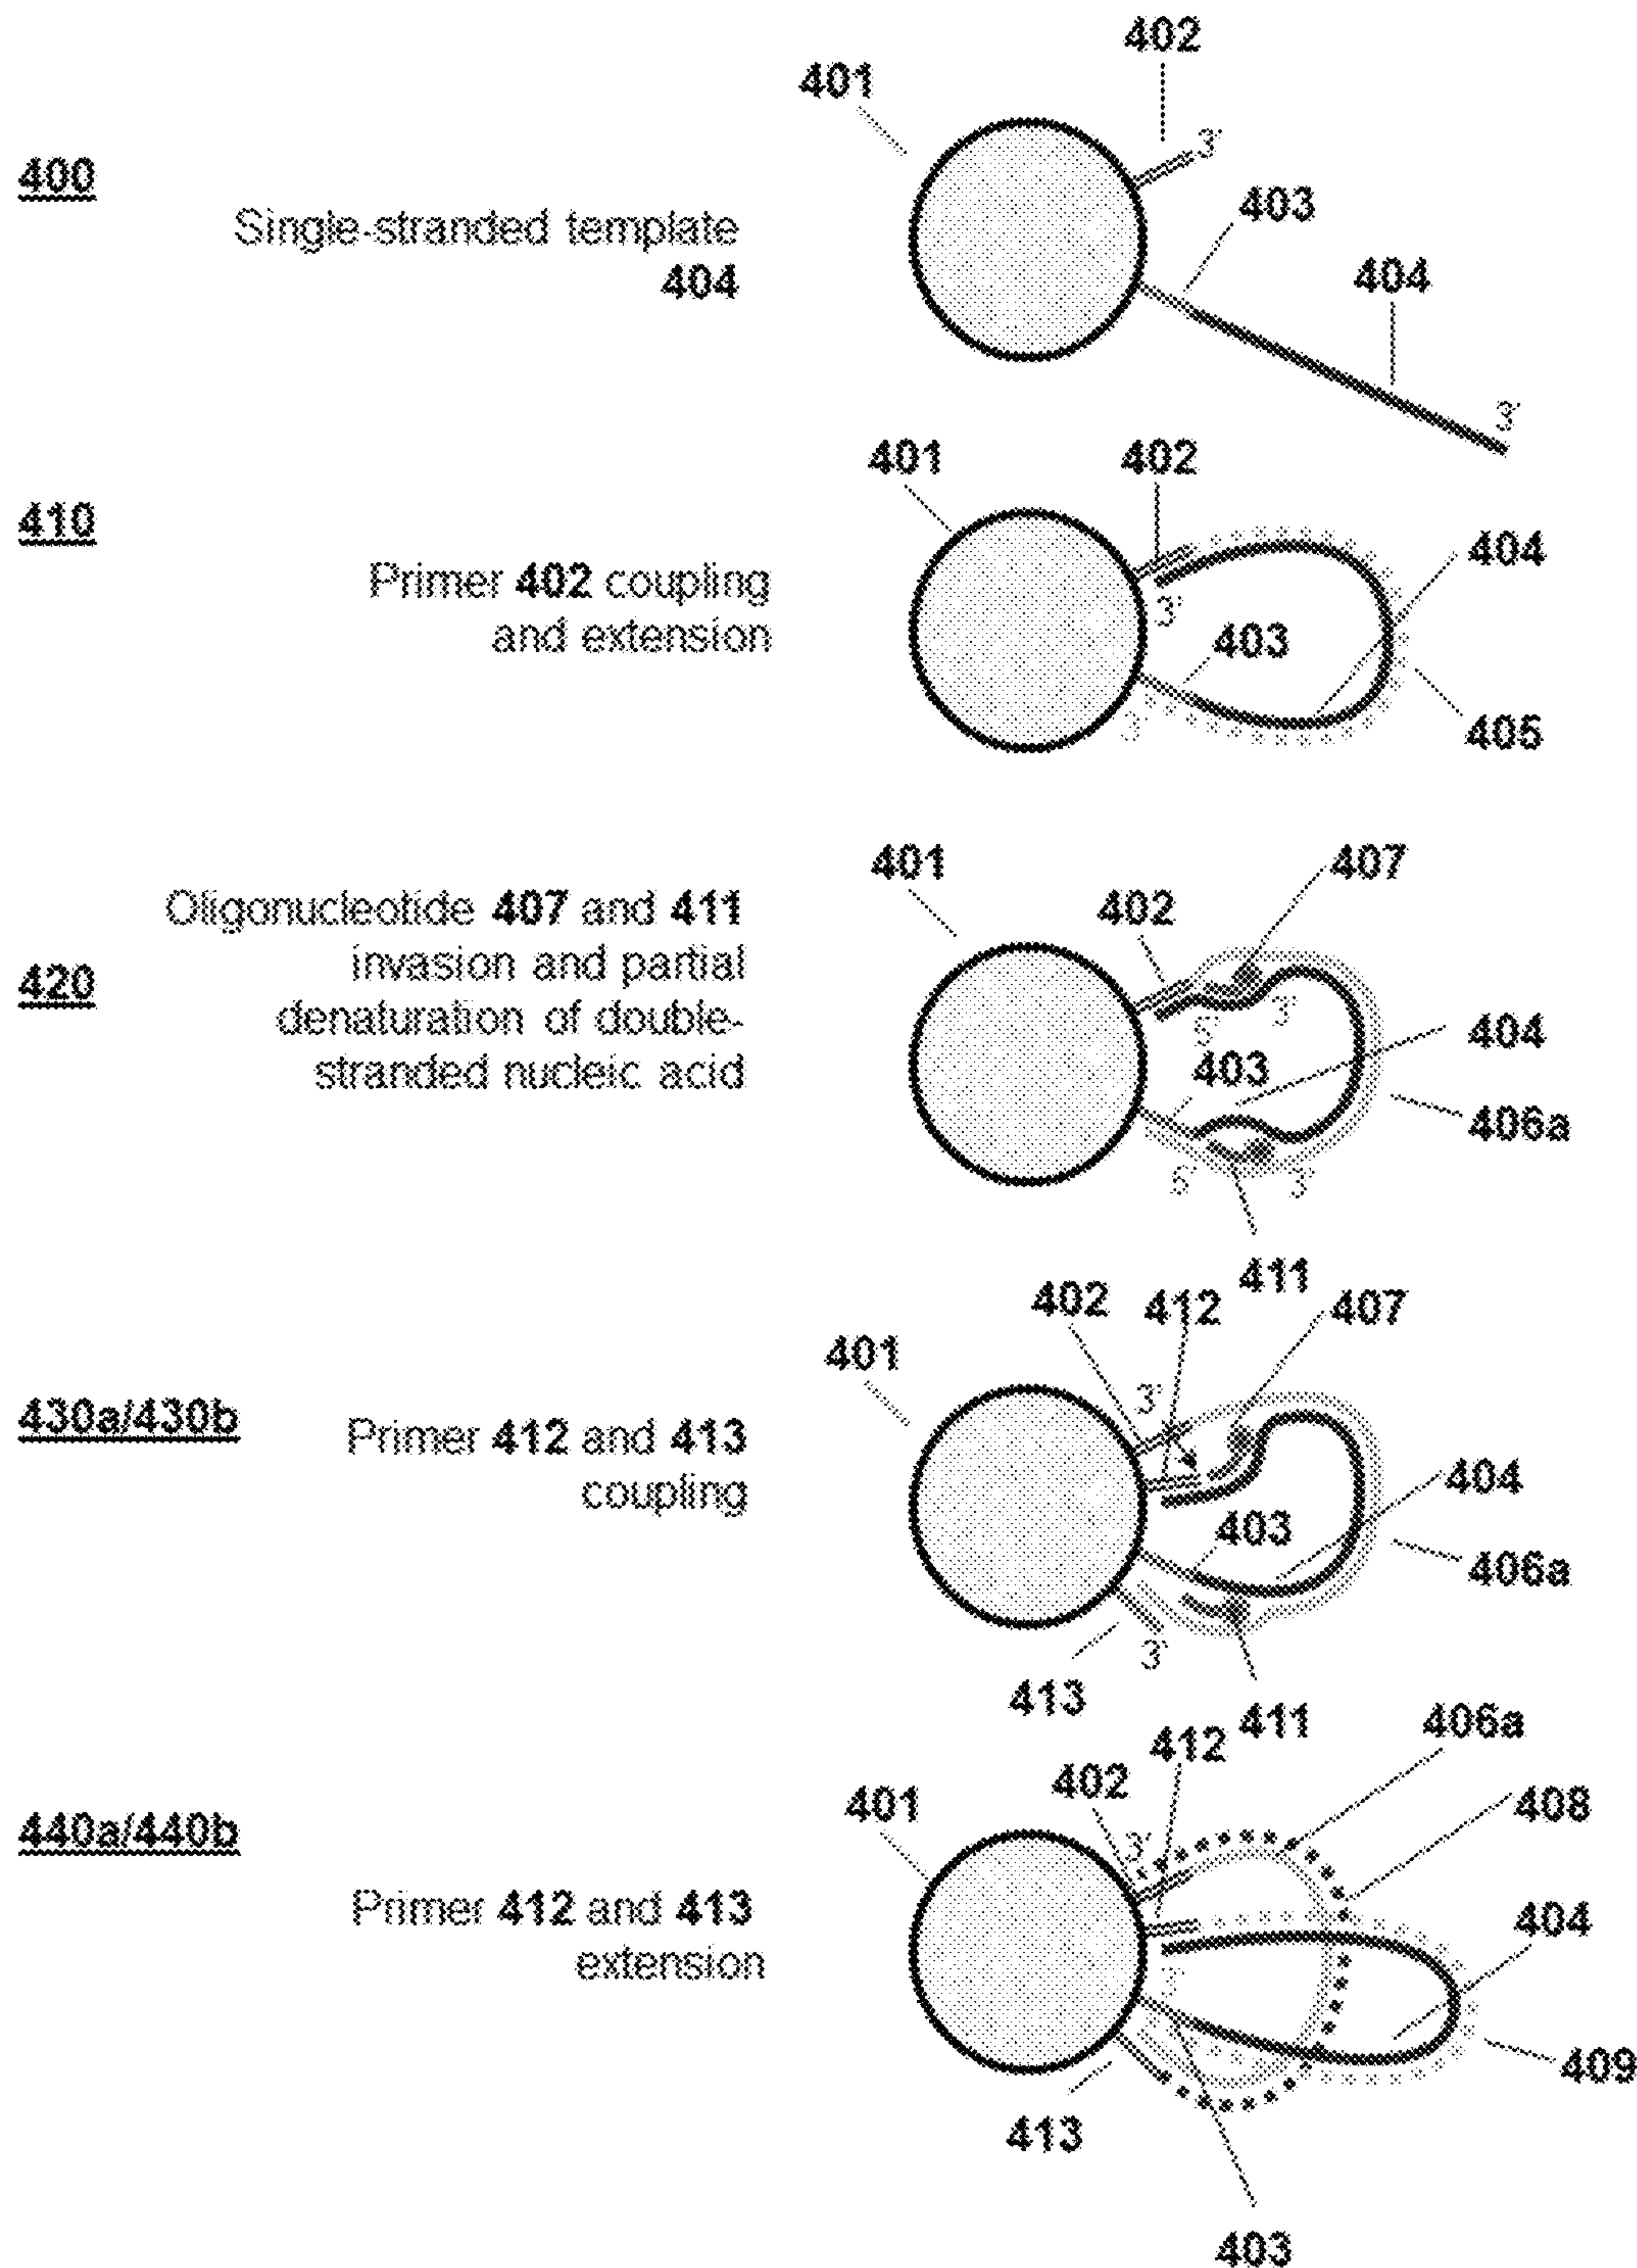 402
401
400
3'
403
Single-stranded template
404
404
3'
401
402
410
404
Primer 402 coupling
and extension
3'
403
3'
405
401
407
Oligonucleotide 407 and 411
402
invasion and partial
420
denaturation of double-
3'
5'
404
stranded nucleic acid
403
406a
5'
3'
411
402
412
407
401
3'
430a/430b
Primer 412 and 413
coupling
404
403
406a
3'
413
411
406a
412
402
401
408
440a/440b
3'
Primer 412 and 413
404
extension
3'
409
413
403